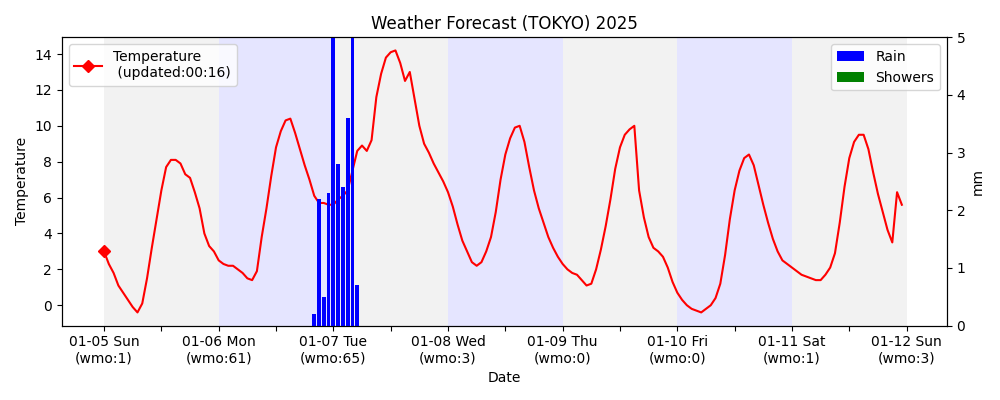 Weather Forecast (TOKYO) 2025
Temperature
(updated:00:16)
Rain
Showers
14
12
10
8
6
4
2
0
Temperature
5
4
3
2
1
0
mm
01-05 Sun
(wmo:1)
01-06 Mon
(wmo:61)
01-07 Tue
(wmo:65)
01-08 Wed
(wmo:3)
01-09 Thu
(wmo:0)
01-10 Fri
(wmo:0)
01-11 Sat
(wmo:1)
01-12 Sun
(wmo:3)
Date